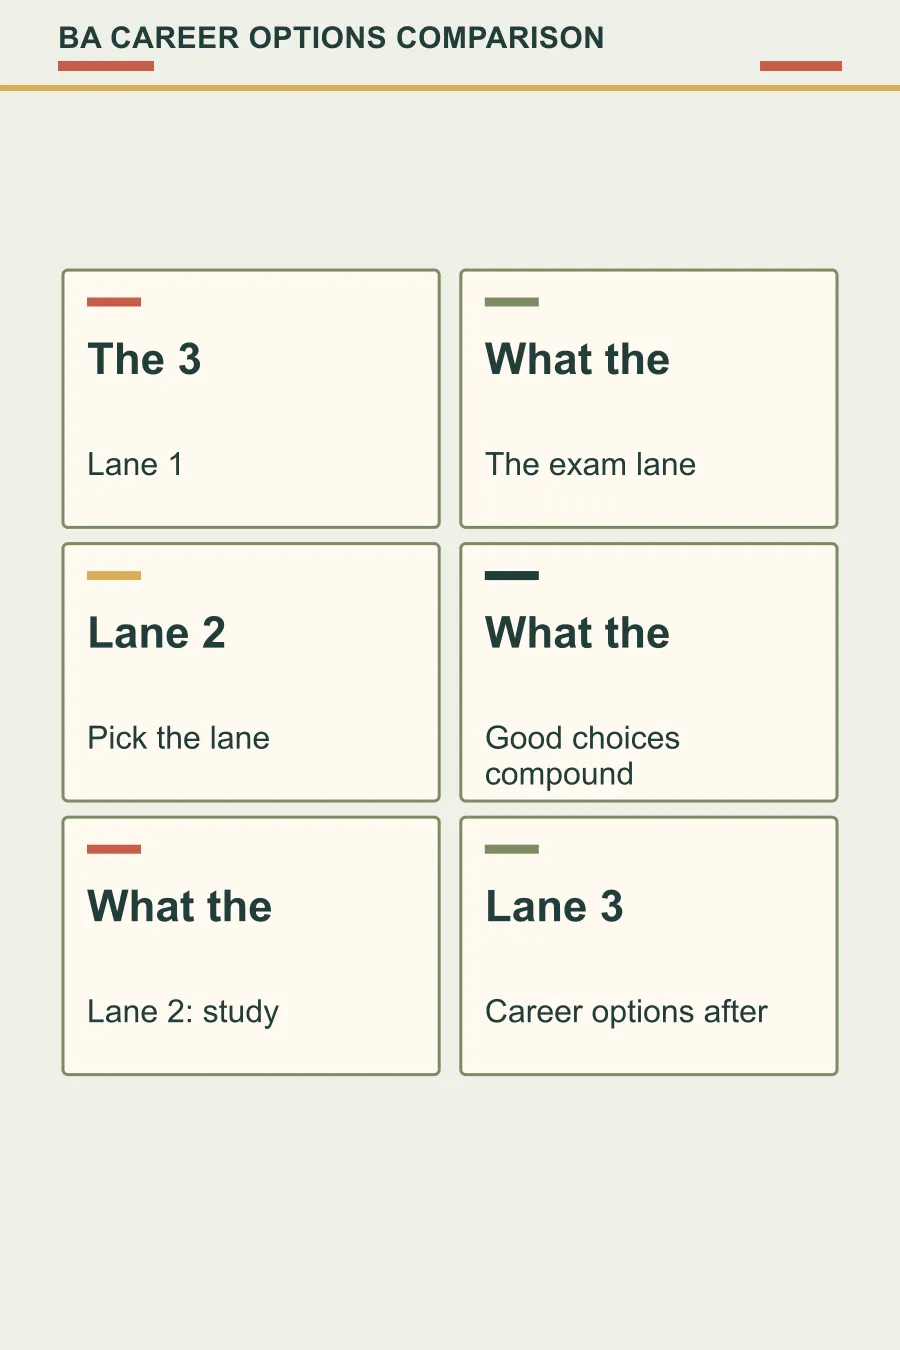 BA CAREER OPTIONS COMPARISON
The 3
Lane 1
What the
The exam lane
Lane 2
Pick the lane
What the
Good choices
compound
What the
Lane 2: study
Lane 3
Career options after